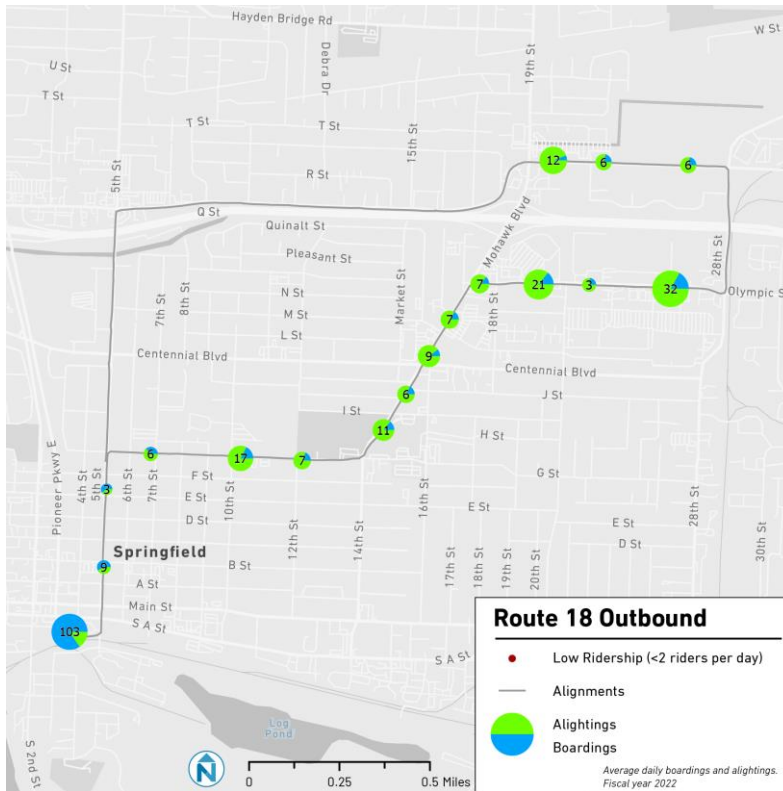 Hayden Bridge Rd
W St
19th St
Debra Dr
U St
T St
T St
T St
15th St
5th St
R St
Q St
Quinalt St
Mohawk Blvd
Pleasant St
28th St
7th St
8th St
N St
M St
L St
Market St
18th St
Olympic S
Centennial Blvd
Centennial Blvd
J St
I St
H St
G St
Pioneer Pkwy E
4th St
5th St
6th St
7th St
F St
E St
D St
10th St
12th St
14th St
16th St
E St
E St
D St
28th St
30th St
17th St
18th St
19th St
20th St
Springfield
B St
A St
Main St
S A St
S A St
Log
Pond
S 2nd St
12
6
6
7
21
3
32
7
9
6
11
6
17
7
3
9
103
N
0 0.25 0.5 Miles
Route 18 Outbound
Low Ridership (<2 riders per day)
Alignments
Alightings
Boardings
Average daily boardings and alightings.
Fiscal year 2022